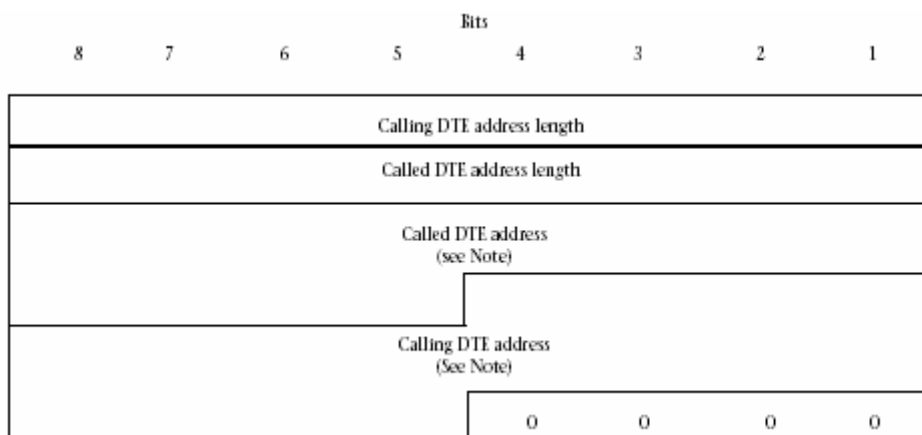 Bits
8 7 6 5 4 3 2 1
Calling DTE address length
Called DTE address length
Called DTE address
(see Note)
Calling DTE address
(See Note)
0 0 0 0